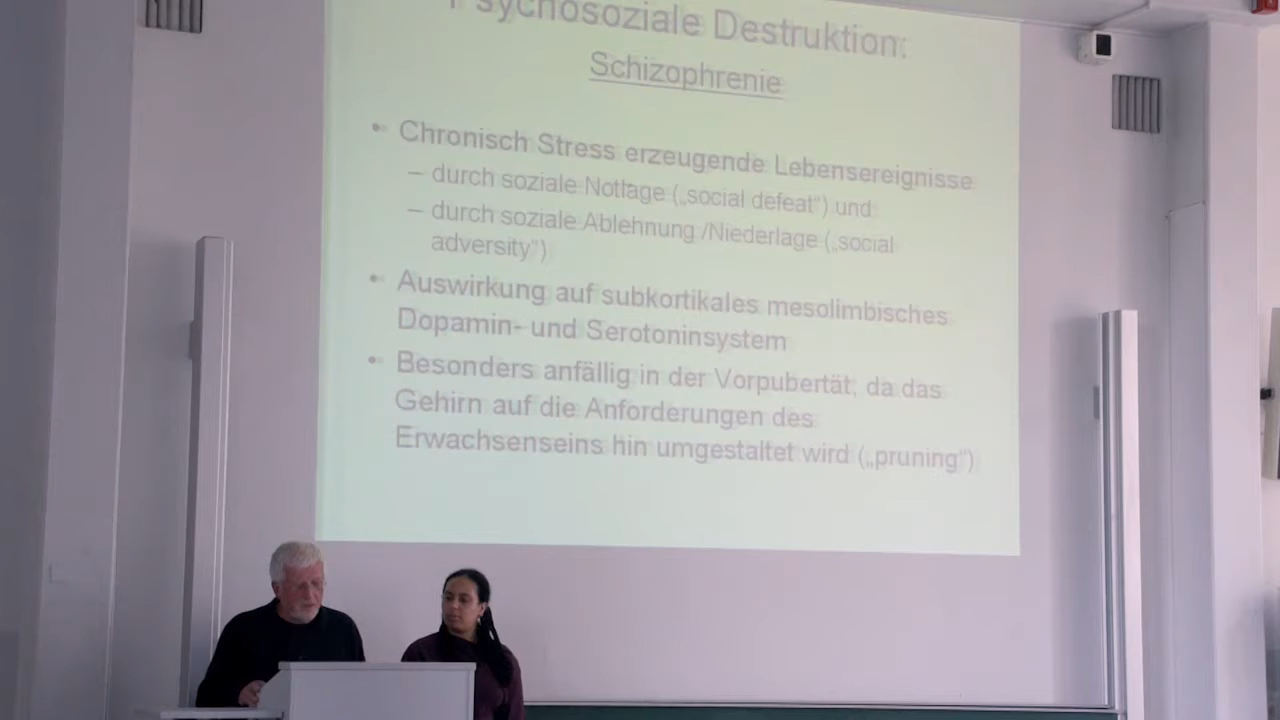 Psychosoziale Destruktion:
Schizophrenie
• Chronisch Stress erzeugende Lebensereignisse
– durch soziale Notlage („social defeat“) und
– durch soziale Ablehnung /Niederlage („social
adversity“)
• Auswirkung auf subkortikales mesolimbisches
Dopamin- und Serotoninsystem
• Besonders anfällig in der Vorpubertät, da das
Gehirn auf die Anforderungen des
Erwachsenseins hin umgestaltet wird („pruning“)